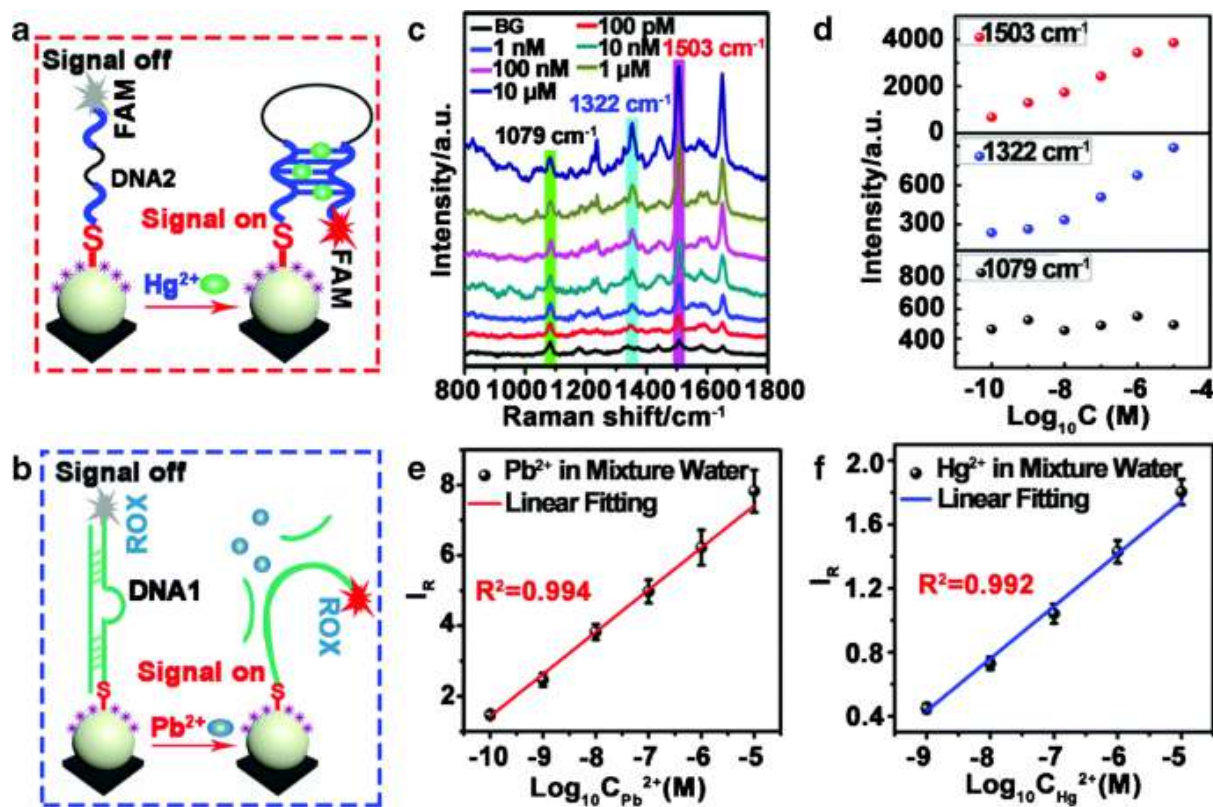 a
Signal off
FAM
DNA2
Signal on
S
S
Hg²⁺
FAM
b
Signal off
ROX
DNA1
ROX
Signal on
S
S
Pb²⁺
c
BG
100 pM
1 nM
10 nM
100 nM
1 μM
10 μM
1503 cm⁻¹
1322 cm⁻¹
1079 cm⁻¹
Intensity/a.u.
800 1000 1200 1400 1600 1800
Raman shift/cm⁻¹
d
1503 cm⁻¹
4000
2000
0
1322 cm⁻¹
600
300
1079 cm⁻¹
800
600
400
Intensity/a.u.
-10 -8 -6 -4
Log₁₀C (M)
e
Pb²⁺ in Mixture Water
Linear Fitting
R²=0.994
8
6
4
2
I_R
-10 -9 -8 -7 -6 -5
Log₁₀C_Pb²⁺(M)
f
Hg²⁺ in Mixture Water
Linear Fitting
R²=0.992
2.0
1.6
1.2
0.8
0.4
I_R
-9 -8 -7 -6 -5
Log₁₀C_Hg²⁺(M)